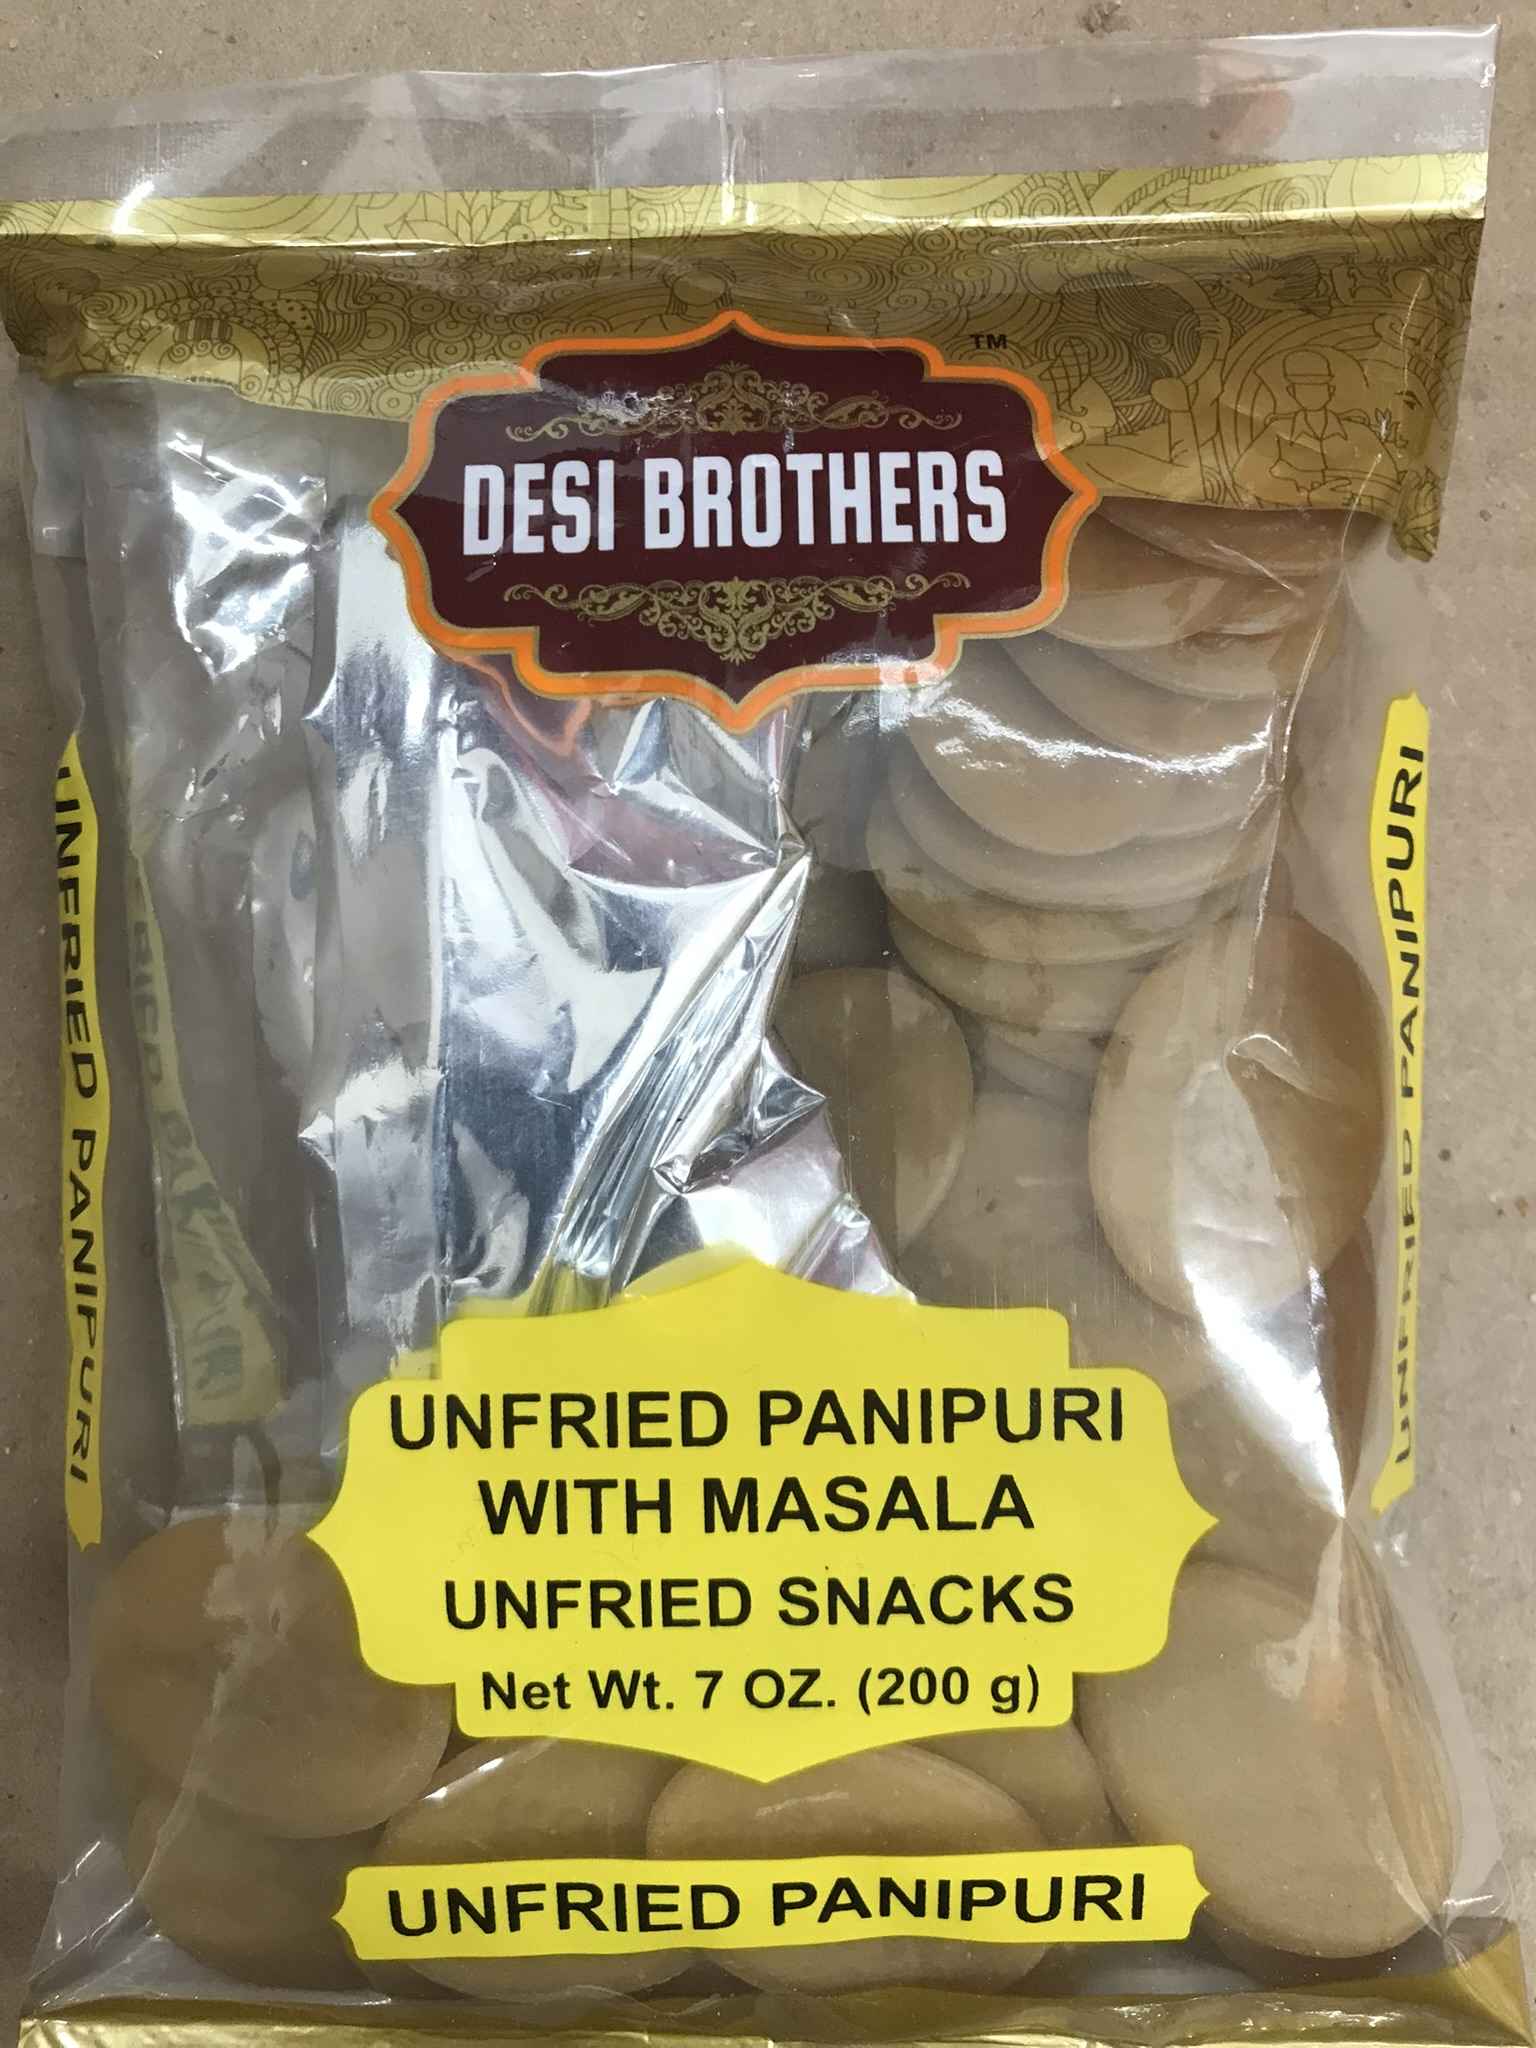 TM
DESI BROTHERS
UNFRIED PANIPURI
UNFRIED PANIPURI
UNFRIED PANIPURI
WITH MASALA
UNFRIED SNACKS
Net Wt. 7 OZ. (200 g)
UNFRIED PANIPURI